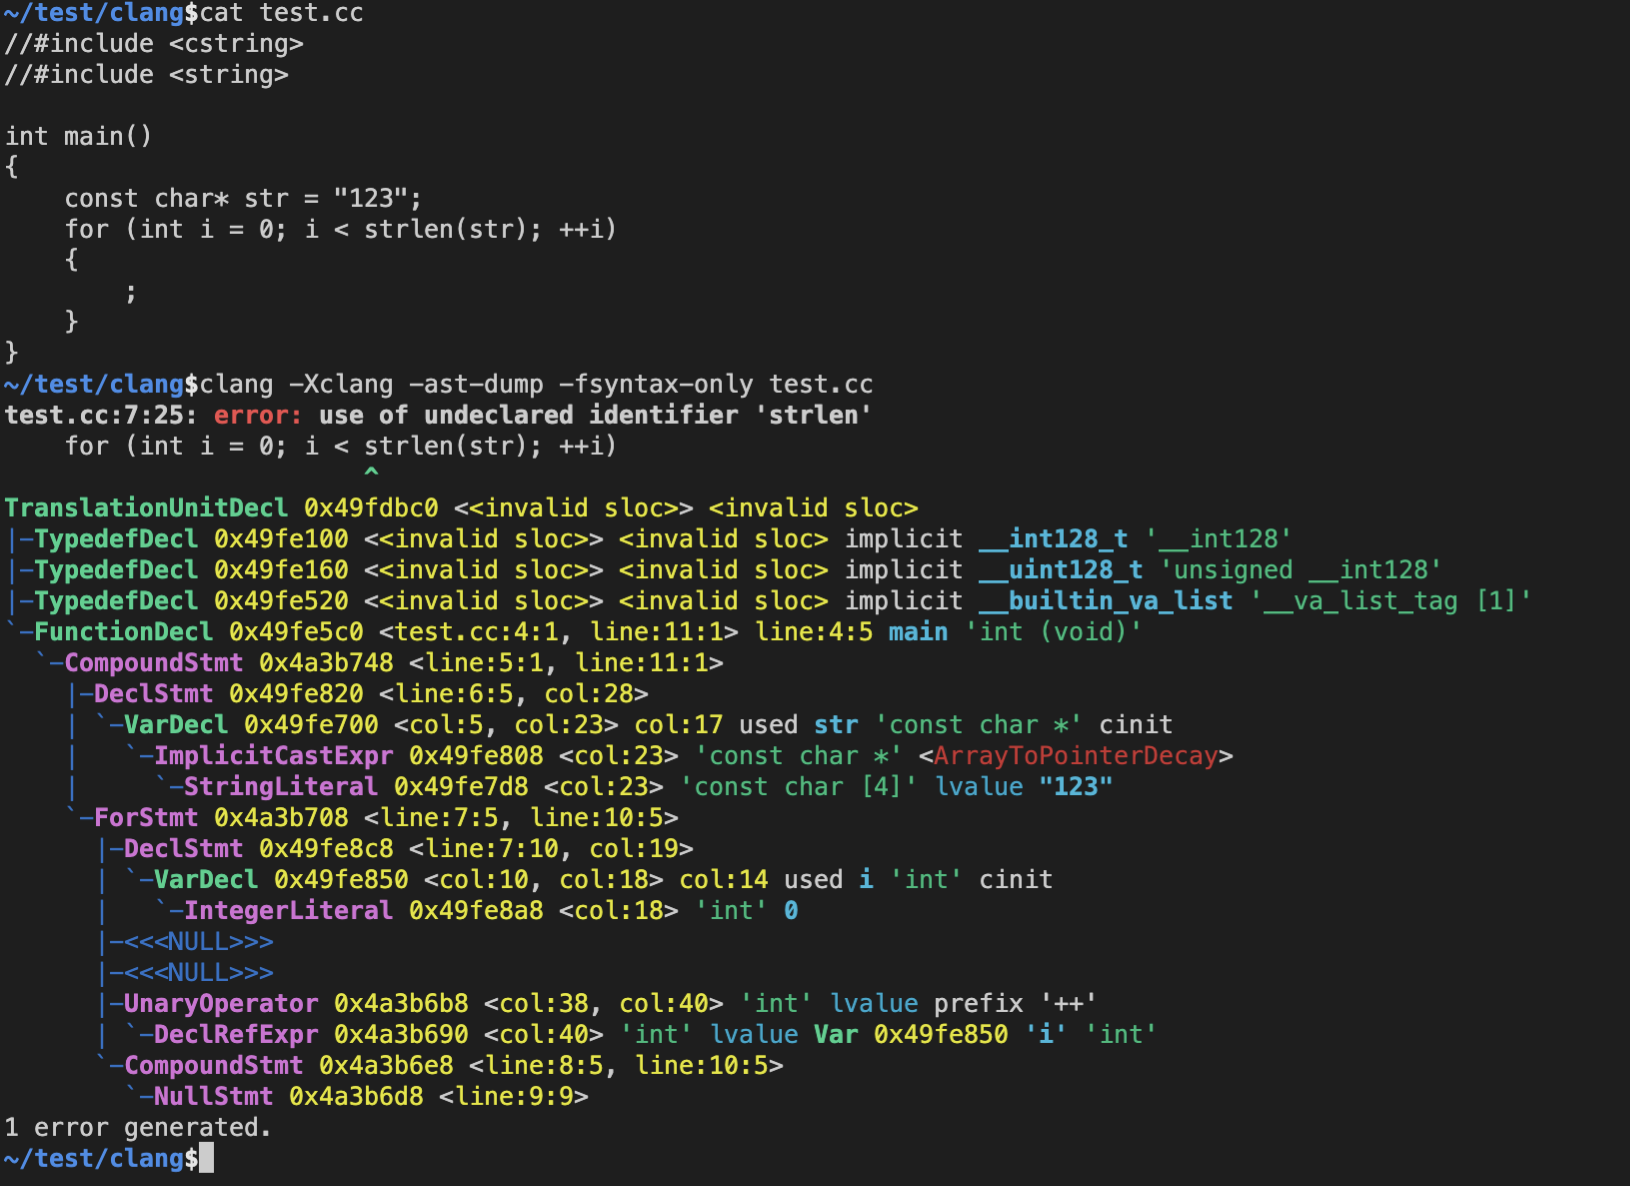 ~/test/clang$cat test.cc
//#include <cstring>
//#include <string>
int main()
{
    const char* str = "123";
    for (int i = 0; i < strlen(str); ++i)
    {
        ;
    }
}
~/test/clang$clang -Xclang -ast-dump -fsyntax-only test.cc
test.cc:7:25: error: use of undeclared identifier 'strlen'
    for (int i = 0; i < strlen(str); ++i)
                        ^
TranslationUnitDecl 0x49fdbc0 <<invalid sloc>> <invalid sloc>
|-TypedefDecl 0x49fe100 <<invalid sloc>> <invalid sloc> implicit __int128_t '__int128'
|-TypedefDecl 0x49fe160 <<invalid sloc>> <invalid sloc> implicit __uint128_t 'unsigned __int128'
|-TypedefDecl 0x49fe520 <<invalid sloc>> <invalid sloc> implicit __builtin_va_list '__va_list_tag [1]'
`-FunctionDecl 0x49fe5c0 <test.cc:4:1, line:11:1> line:4:5 main 'int (void)'
  `-CompoundStmt 0x4a3b748 <line:5:1, line:11:1>
    |-DeclStmt 0x49fe820 <line:6:5, col:28>
    | `-VarDecl 0x49fe700 <col:5, col:23> col:17 used str 'const char *' cinit
    |   `-ImplicitCastExpr 0x49fe808 <col:23> 'const char *' <ArrayToPointerDecay>
    |     `-StringLiteral 0x49fe7d8 <col:23> 'const char [4]' lvalue "123"
    `-ForStmt 0x4a3b708 <line:7:5, line:10:5>
      |-DeclStmt 0x49fe8c8 <line:7:10, col:19>
      | `-VarDecl 0x49fe850 <col:10, col:18> col:14 used i 'int' cinit
      |   `-IntegerLiteral 0x49fe8a8 <col:18> 'int' 0
      |-<<<NULL>>>
      |-<<<NULL>>>
      |-UnaryOperator 0x4a3b6b8 <col:38, col:40> 'int' lvalue prefix '++'
      | `-DeclRefExpr 0x4a3b690 <col:40> 'int' lvalue Var 0x49fe850 'i' 'int'
      `-CompoundStmt 0x4a3b6e8 <line:8:5, line:10:5>
        `-NullStmt 0x4a3b6d8 <line:9:9>
1 error generated.
~/test/clang$